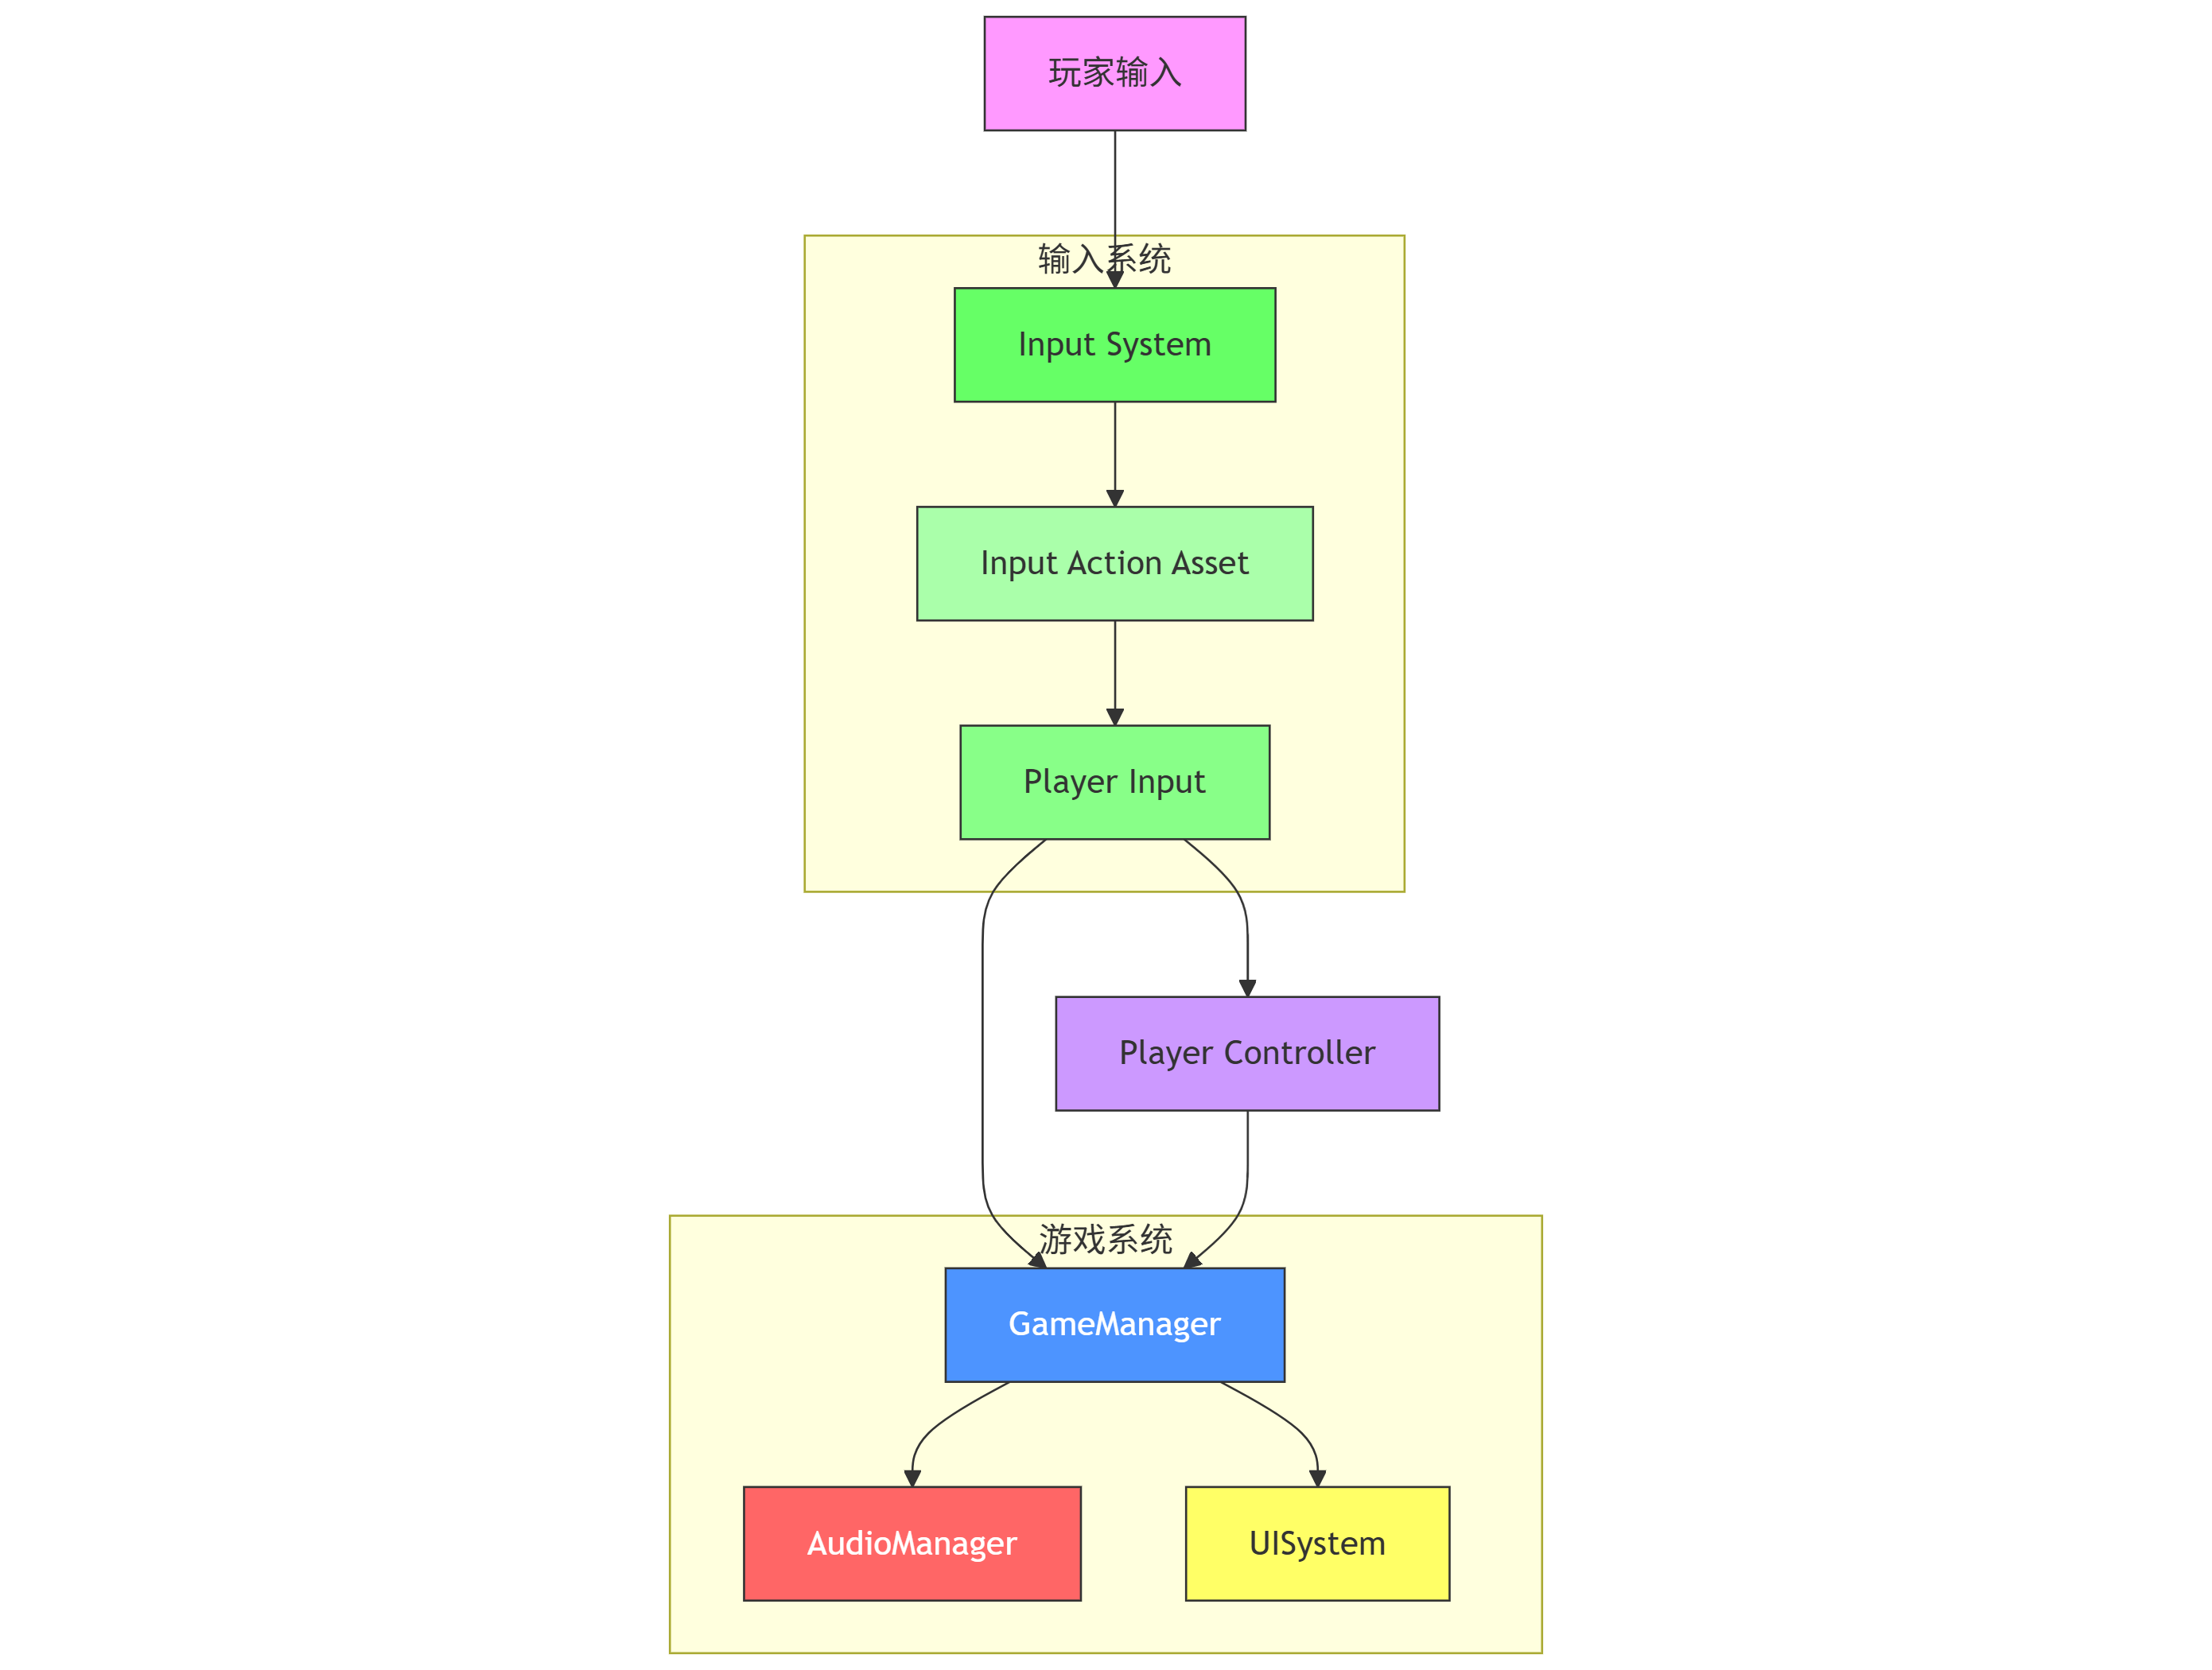 玩家输入
输入系统
Input System
Input Action Asset
Player Input
Player Controller
游戏系统
GameManager
AudioManager
UISystem